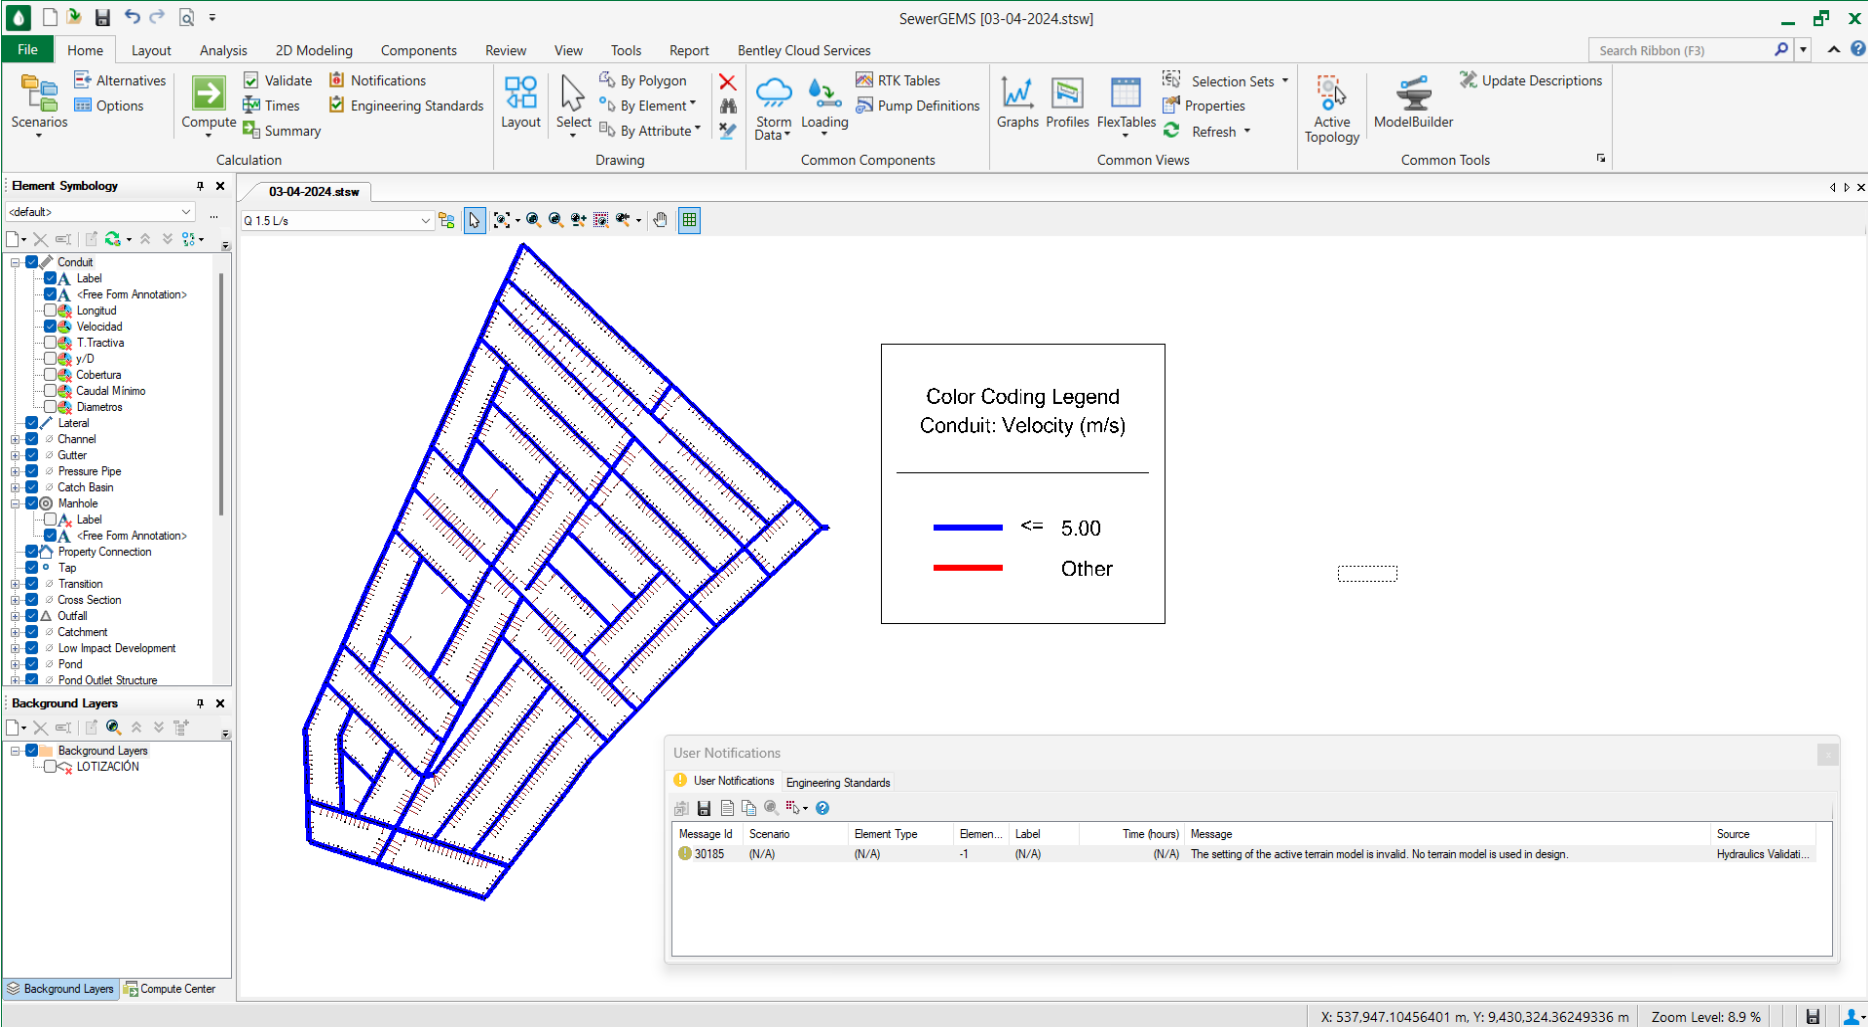 SewerGEMS [03-04-2024.stsw]
File Home Layout Analysis 2D Modeling Components Review View Tools Report Bentley Cloud Services Search Ribbon (F3)
Scenarios
Alternatives
Options
Compute
Validate
Times
Summary
Notifications
Engineering Standards
Calculation
Layout
Select
By Polygon
By Element
By Attribute
Drawing
Storm Data
Loading
RTK Tables
Pump Definitions
Common Components
Graphs
Profiles
FlexTables
Selection Sets
Properties
Refresh
Common Views
Active Topology
ModelBuilder
Update Descriptions
Common Tools
Element Symbology
<default>
...
Conduit
Label
<Free Form Annotation>
Longitud
Velocidad
T.Tractiva
y/D
Cobertura
Caudal Mínimo
Diametros
Lateral
Channel
Gutter
Pressure Pipe
Catch Basin
Manhole
Label
<Free Form Annotation>
Property Connection
Tap
Transition
Cross Section
Outfall
Catchment
Low Impact Development
Pond
Pond Outlet Structure
Background Layers
Background Layers
LOTIZACIÓN
Background Layers Compute Center
03-04-2024.stsw
Q 1.5 L/s
Color Coding Legend
Conduit: Velocity (m/s)
<= 5.00
Other
User Notifications
User Notifications Engineering Standards
Message Id Scenario Element Type Elemen... Label Time (hours) Message Source
30185 (N/A) (N/A) -1 (N/A) (N/A) The setting of the active terrain model is invalid. No terrain model is used in design. Hydraulics Validati...
X: 537,947.10456401 m, Y: 9,430,324.36249336 m Zoom Level: 8.9 %